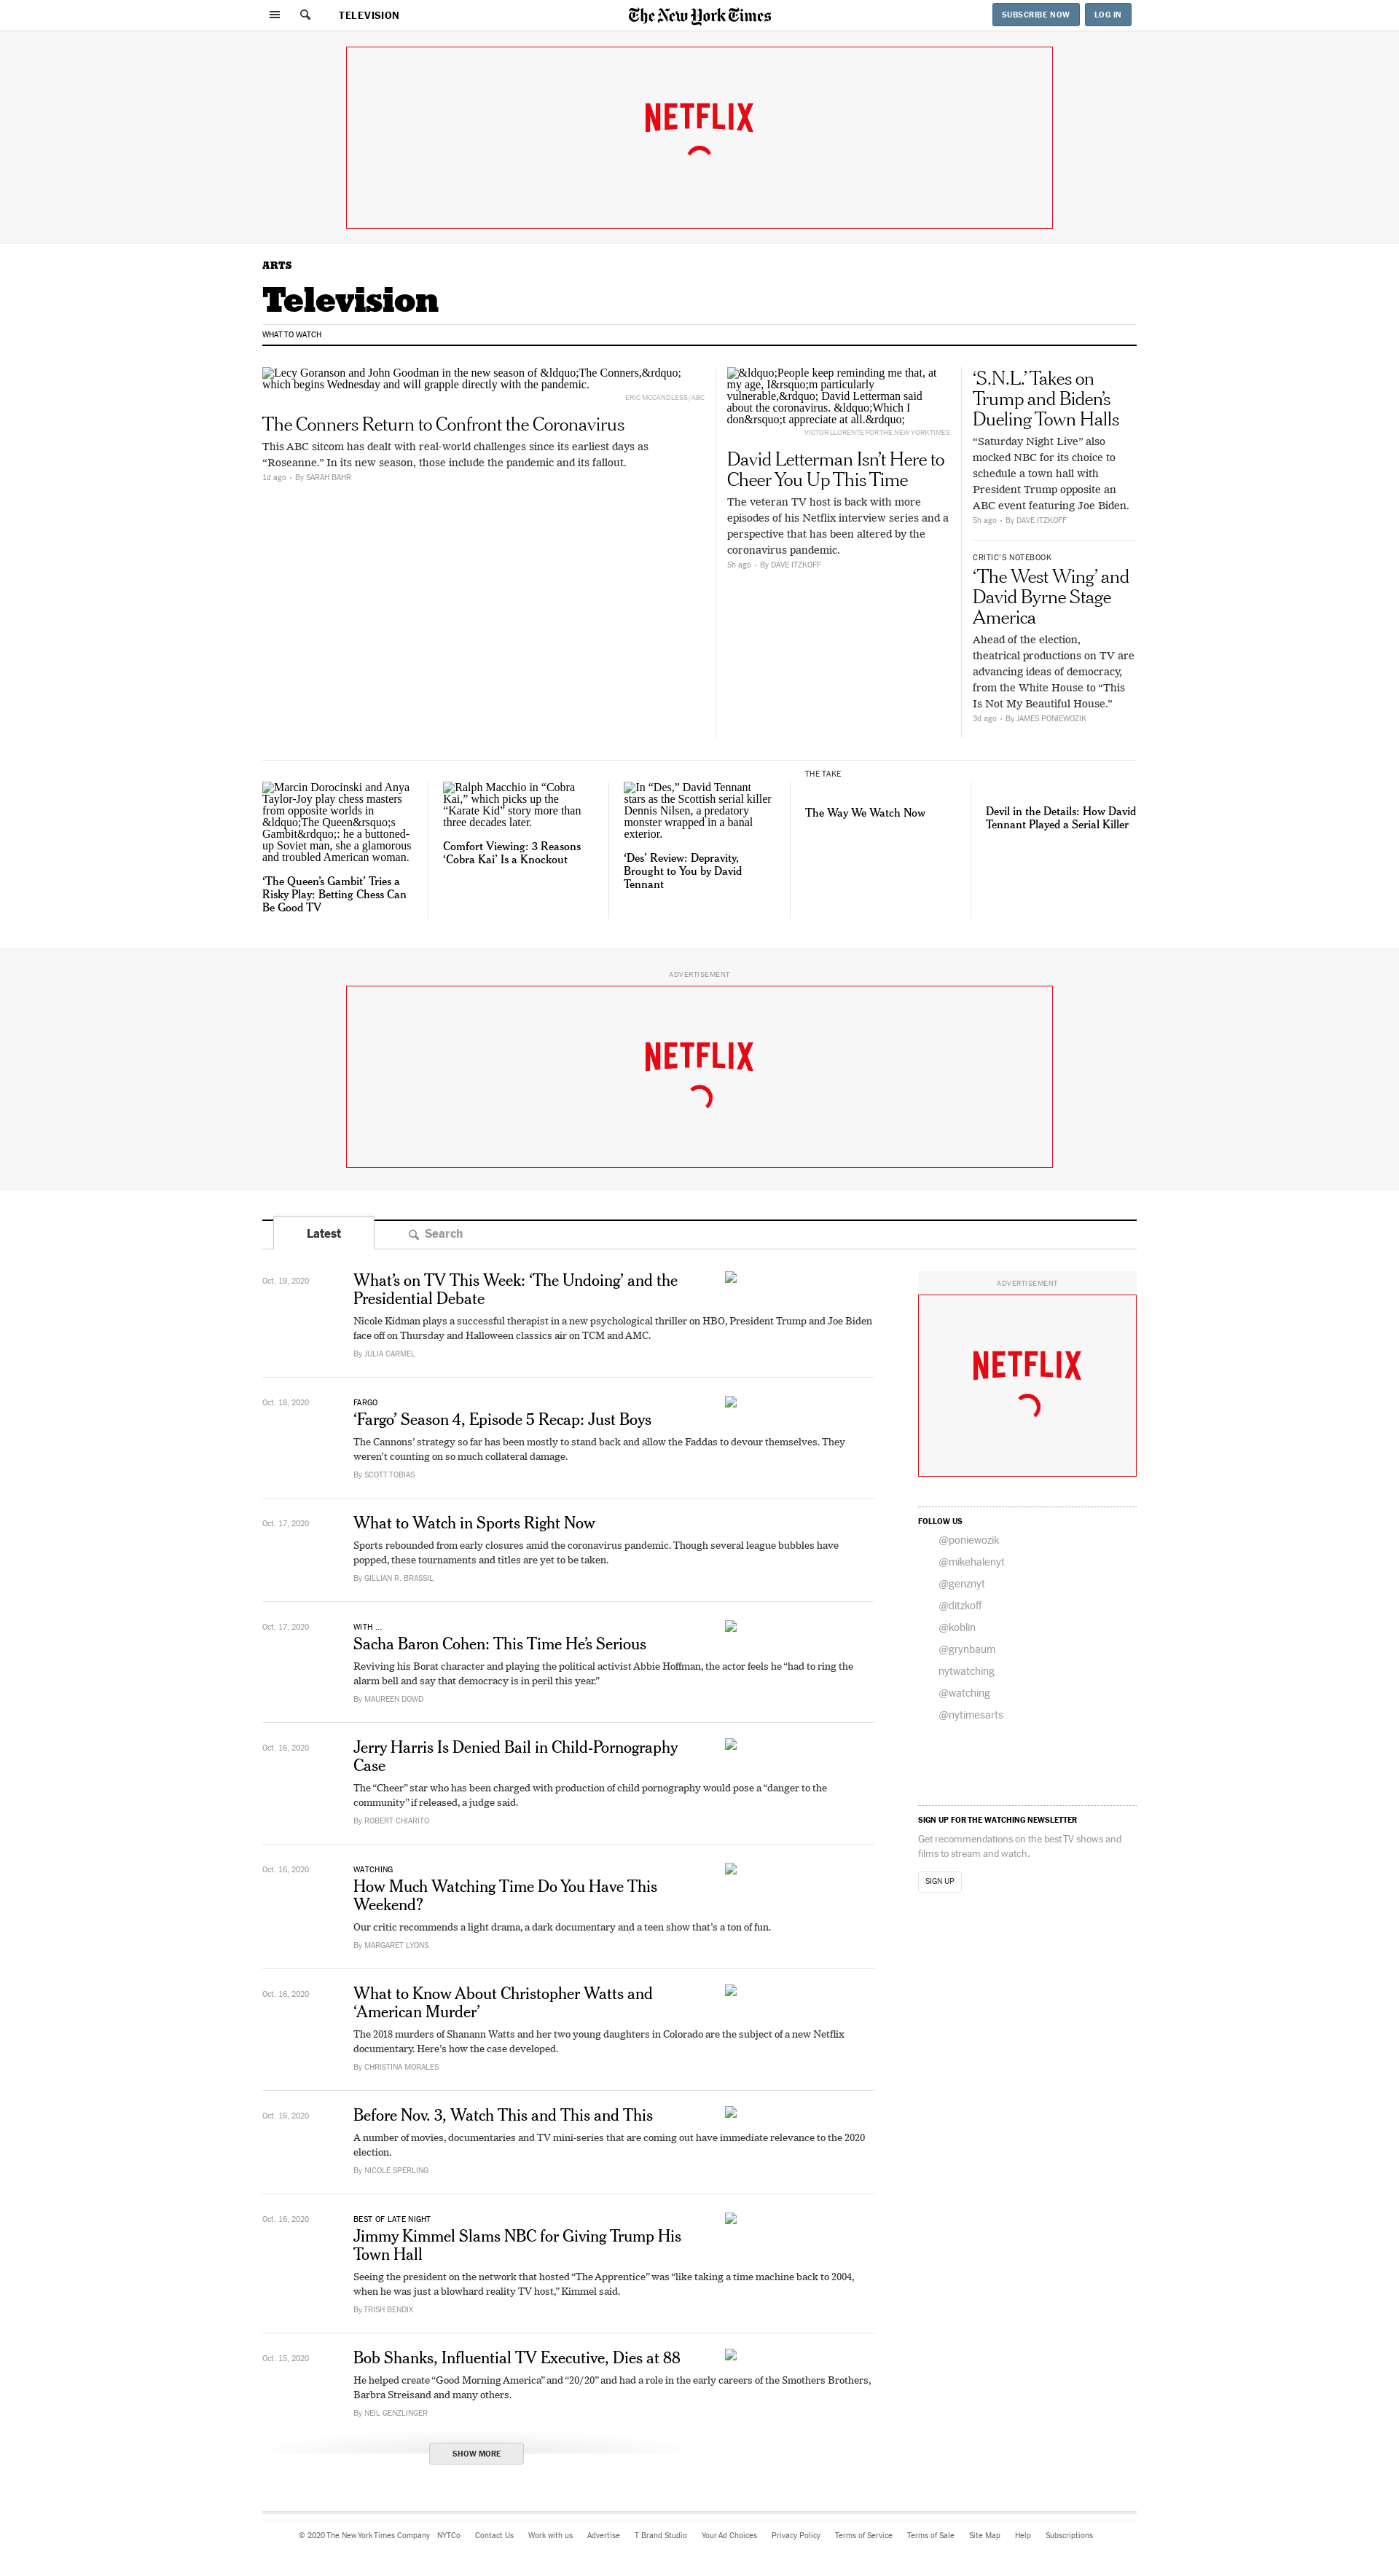 TELEVISION
The New York Times
SUBSCRIBE NOW
LOG IN
NETFLIX
ARTS
Television
WHAT TO WATCH
Lecy Goranson and John Goodman in the new season of &ldquo;The Conners,&rdquo;
which begins Wednesday and will grapple directly with the pandemic.
ERIC MCCANDLESS/ABC
The Conners Return to Confront the Coronavirus
This ABC sitcom has dealt with real-world challenges since its earliest days as
“Roseanne.” In its new season, those include the pandemic and its fallout.
1d ago • By SARAH BAHR
&ldquo;People keep reminding me that, at
my age, I&rsquo;m particularly
vulnerable,&rdquo; David Letterman said
about the coronavirus. &ldquo;Which I
don&rsquo;t appreciate at all.&rdquo;
VICTOR LLORENTE FOR THE NEW YORK TIMES
David Letterman Isn’t Here to
Cheer You Up This Time
The veteran TV host is back with more
episodes of his Netflix interview series and a
perspective that has been altered by the
coronavirus pandemic.
5h ago • By DAVE ITZKOFF
‘S.N.L.’ Takes on
Trump and Biden’s
Dueling Town Halls
“Saturday Night Live” also
mocked NBC for its choice to
schedule a town hall with
President Trump opposite an
ABC event featuring Joe Biden.
5h ago • By DAVE ITZKOFF
CRITIC’S NOTEBOOK
‘The West Wing’ and
David Byrne Stage
America
Ahead of the election,
theatrical productions on TV are
advancing ideas of democracy,
from the White House to “This
Is Not My Beautiful House.”
3d ago • By JAMES PONIEWOZIK
Marcin Dorocinski and Anya
Taylor-Joy play chess masters
from opposite worlds in
&ldquo;The Queen&rsquo;s
Gambit&rdquo;: he a buttoned-
up Soviet man, she a glamorous
and troubled American woman.
‘The Queen’s Gambit’ Tries a
Risky Play: Betting Chess Can
Be Good TV
Ralph Macchio in “Cobra
Kai,” which picks up the
“Karate Kid” story more than
three decades later.
Comfort Viewing: 3 Reasons
‘Cobra Kai’ Is a Knockout
In “Des,” David Tennant
stars as the Scottish serial killer
Dennis Nilsen, a predatory
monster wrapped in a banal
exterior.
‘Des’ Review: Depravity,
Brought to You by David
Tennant
THE TAKE
The Way We Watch Now
Devil in the Details: How David
Tennant Played a Serial Killer
ADVERTISEMENT
NETFLIX
Latest
Search
Oct. 19, 2020
What’s on TV This Week: ‘The Undoing’ and the
Presidential Debate
Nicole Kidman plays a successful therapist in a new psychological thriller on HBO, President Trump and Joe Biden
face off on Thursday and Halloween classics air on TCM and AMC.
By JULIA CARMEL
Oct. 18, 2020
FARGO
‘Fargo’ Season 4, Episode 5 Recap: Just Boys
The Cannons’ strategy so far has been mostly to stand back and allow the Faddas to devour themselves. They
weren’t counting on so much collateral damage.
By SCOTT TOBIAS
Oct. 17, 2020
What to Watch in Sports Right Now
Sports rebounded from early closures amid the coronavirus pandemic. Though several league bubbles have
popped, these tournaments and titles are yet to be taken.
By GILLIAN R. BRASSIL
Oct. 17, 2020
WITH ...
Sacha Baron Cohen: This Time He’s Serious
Reviving his Borat character and playing the political activist Abbie Hoffman, the actor feels he “had to ring the
alarm bell and say that democracy is in peril this year.”
By MAUREEN DOWD
Oct. 16, 2020
Jerry Harris Is Denied Bail in Child-Pornography
Case
The “Cheer” star who has been charged with production of child pornography would pose a “danger to the
community” if released, a judge said.
By ROBERT CHIARITO
Oct. 16, 2020
WATCHING
How Much Watching Time Do You Have This
Weekend?
Our critic recommends a light drama, a dark documentary and a teen show that’s a ton of fun.
By MARGARET LYONS
Oct. 16, 2020
What to Know About Christopher Watts and
‘American Murder’
The 2018 murders of Shanann Watts and her two young daughters in Colorado are the subject of a new Netflix
documentary. Here’s how the case developed.
By CHRISTINA MORALES
Oct. 16, 2020
Before Nov. 3, Watch This and This and This
A number of movies, documentaries and TV mini-series that are coming out have immediate relevance to the 2020
election.
By NICOLE SPERLING
Oct. 16, 2020
BEST OF LATE NIGHT
Jimmy Kimmel Slams NBC for Giving Trump His
Town Hall
Seeing the president on the network that hosted “The Apprentice” was “like taking a time machine back to 2004,
when he was just a blowhard reality TV host,” Kimmel said.
By TRISH BENDIX
Oct. 15, 2020
Bob Shanks, Influential TV Executive, Dies at 88
He helped create “Good Morning America” and “20/20” and had a role in the early careers of the Smothers Brothers,
Barbra Streisand and many others.
By NEIL GENZLINGER
SHOW MORE
ADVERTISEMENT
NETFLIX
FOLLOW US
@poniewozik
@mikehalenyt
@genznyt
@ditzkoff
@koblin
@grynbaum
nytwatching
@watching
@nytimesarts
SIGN UP FOR THE WATCHING NEWSLETTER
Get recommendations on the best TV shows and
films to stream and watch.
SIGN UP
© 2020 The New York Times Company NYTCo Contact Us Work with us Advertise T Brand Studio Your Ad Choices Privacy Policy Terms of Service Terms of Sale Site Map Help Subscriptions